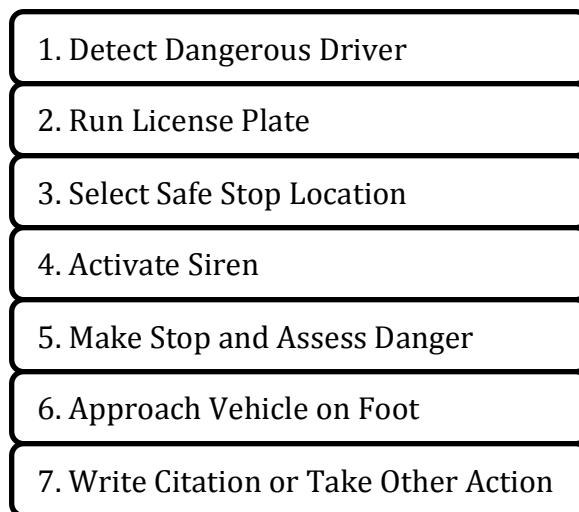 1. Detect Dangerous Driver
2. Run License Plate
3. Select Safe Stop Location
4. Activate Siren
5. Make Stop and Assess Danger
6. Approach Vehicle on Foot
7. Write Citation or Take Other Action